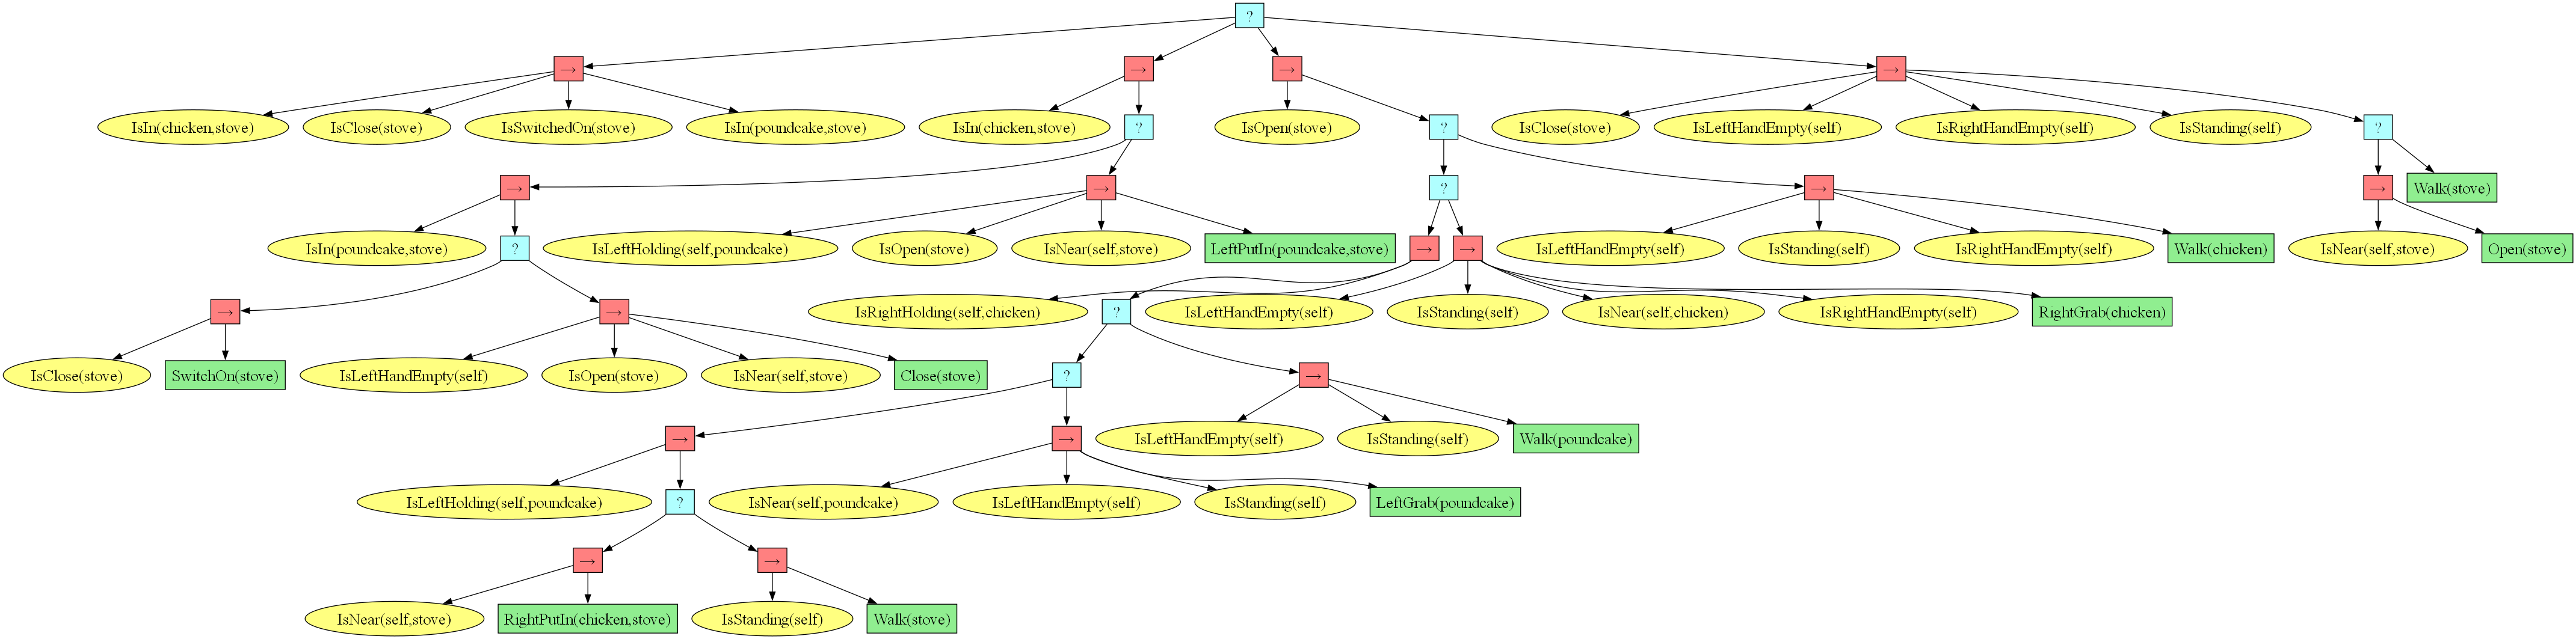 ?
→
→
→
→
IsIn(chicken,stove)
IsClose(stove)
IsSwitchedOn(stove)
IsIn(poundcake,stove)
IsIn(chicken,stove)
?
IsOpen(stove)
?
IsClose(stove)
IsLeftHandEmpty(self)
IsRightHandEmpty(self)
IsStanding(self)
?
→
→
?
→
→
Walk(stove)
IsIn(poundcake,stove)
?
IsLeftHolding(self,poundcake)
IsOpen(stove)
IsNear(self,stove)
LeftPutIn(poundcake,stove)
→
→
IsLeftHandEmpty(self)
IsStanding(self)
IsRightHandEmpty(self)
Walk(chicken)
IsNear(self,stove)
Open(stove)
→
→
IsRightHolding(self,chicken)
?
IsLeftHandEmpty(self)
IsStanding(self)
IsNear(self,chicken)
IsRightHandEmpty(self)
RightGrab(chicken)
IsClose(stove)
SwitchOn(stove)
IsLeftHandEmpty(self)
IsOpen(stove)
IsNear(self,stove)
Close(stove)
?
→
→
→
IsLeftHandEmpty(self)
IsStanding(self)
Walk(poundcake)
IsLeftHolding(self,poundcake)
?
IsNear(self,poundcake)
IsLeftHandEmpty(self)
IsStanding(self)
LeftGrab(poundcake)
→
→
IsNear(self,stove)
RightPutIn(chicken,stove)
IsStanding(self)
Walk(stove)